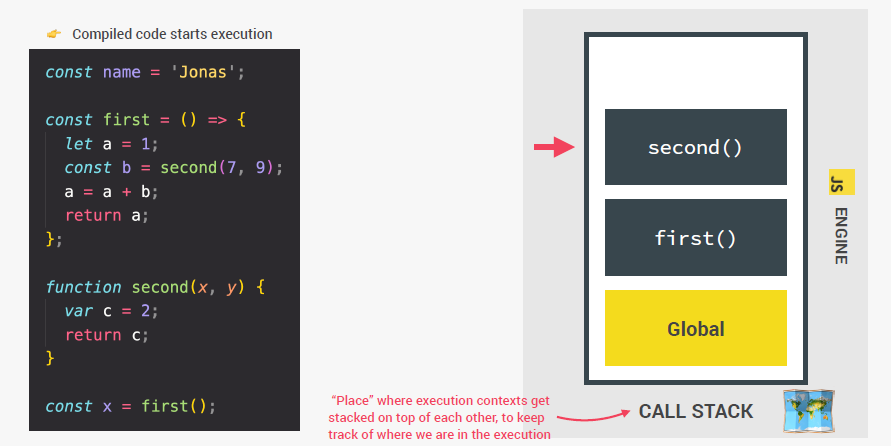 Compiled code starts execution
const name = 'Jonas';
const first = () => {
let a = 1;
const b = second(7, 9);
a = a + b;
return a;
};
function second(x, y) {
var c = 2;
return c;
}
const x = first();
second()
first()
Global
JS
ENGINE
CALL STACK
“Place” where execution contexts get
stacked on top of each other, to keep
track of where we are in the execution